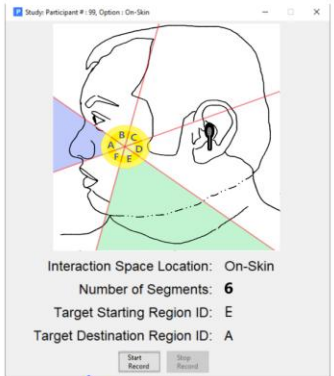 Study: Participant # : 99, Option : On-Skin
B C
A D
F E
Interaction Space Location: On-Skin
Number of Segments: 6
Target Starting Region ID: E
Target Destination Region ID: A
Start Record
Stop Record